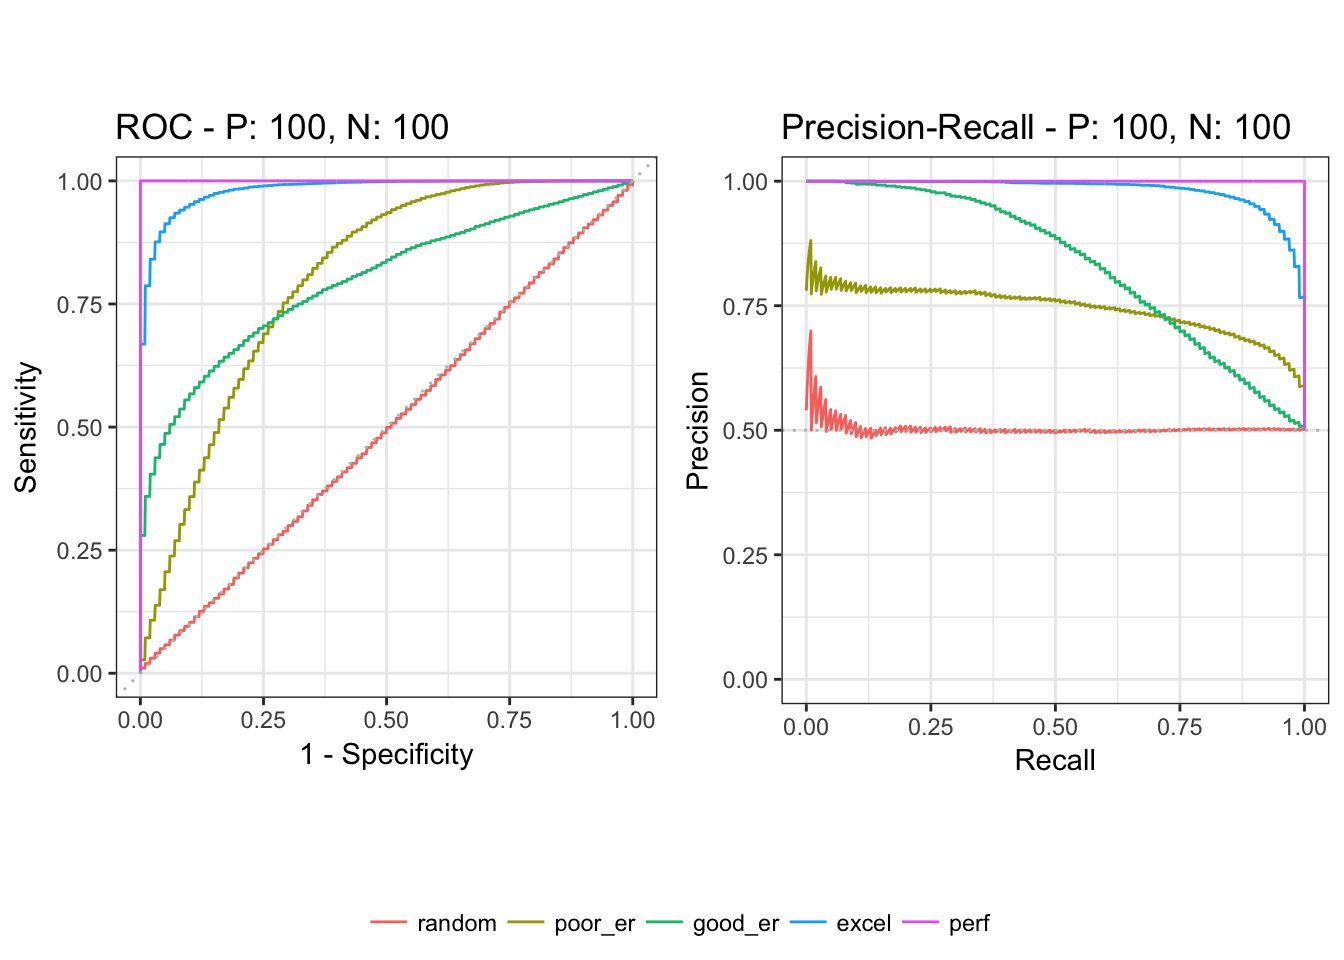 ROC - P: 100, N: 100
1.00
0.75
0.50
0.25
0.00
Sensitivity
0.00 0.25 0.50 0.75 1.00
1 - Specificity
Precision-Recall - P: 100, N: 100
1.00
0.75
0.50
0.25
0.00
Precision
0.00 0.25 0.50 0.75 1.00
Recall
random poor_er good_er excel perf